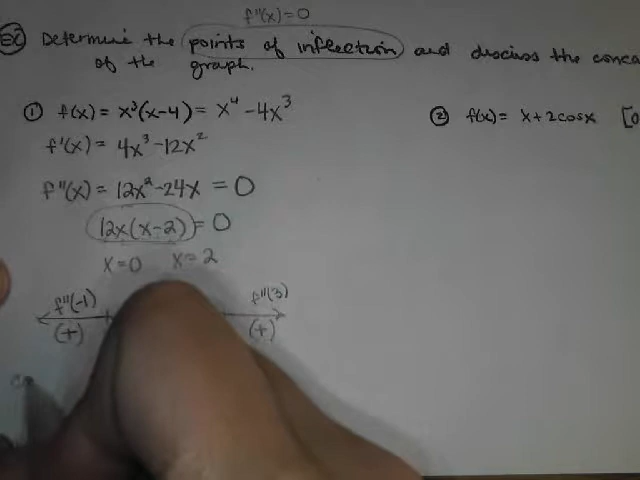 f"(x)=0
Ex Determine the points of inflection and discuss the conca
of the graph.
① f(x) = x³(x-4) = x⁴ - 4x³
f'(x) = 4x³ - 12x²
f"(x) = 12x² - 24x = 0
12x(x-2) = 0
x=0 x=2
f"(-1) f"(3)
(+) (+)
② f(x) = x + 2cosx [0